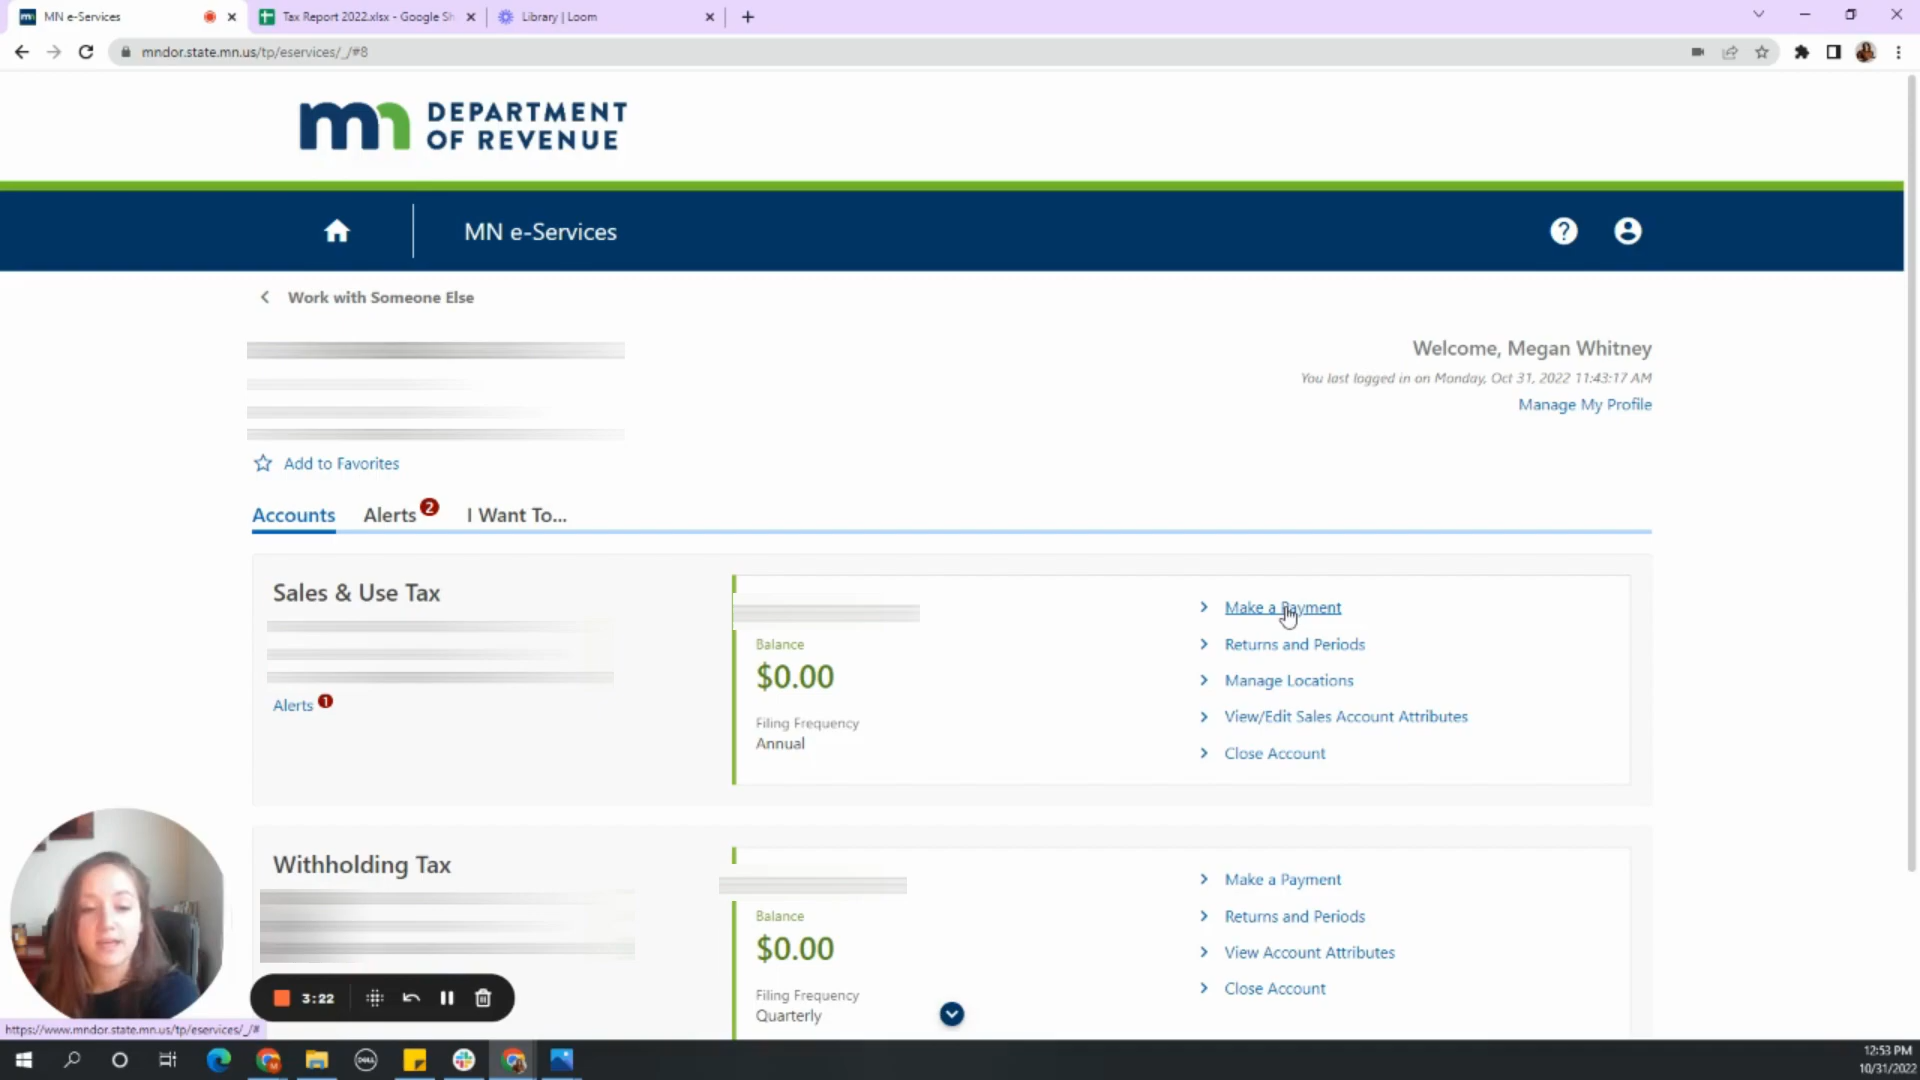 MN e-Services
Tax Report 2022.xlsx - Google Sh
Library | Loom
mndor.state.mn.us/tp/eservices/_/#8
mn DEPARTMENT
OF REVENUE
MN e-Services
?
Work with Someone Else
Welcome, Megan Whitney
You last logged in on Monday, Oct 31, 2022 11:43:17 AM
Manage My Profile
Add to Favorites
Accounts
Alerts 2
I Want To...
Sales & Use Tax
Alerts 1
Balance
$0.00
Filing Frequency
Annual
Make a Payment
Returns and Periods
Manage Locations
View/Edit Sales Account Attributes
Close Account
Withholding Tax
Balance
$0.00
Filing Frequency
Quarterly
Make a Payment
Returns and Periods
View Account Attributes
Close Account
3:22
https://www.mndor.state.mn.us/tp/eservices/_/#
DELL
12:53 PM
10/31/2022